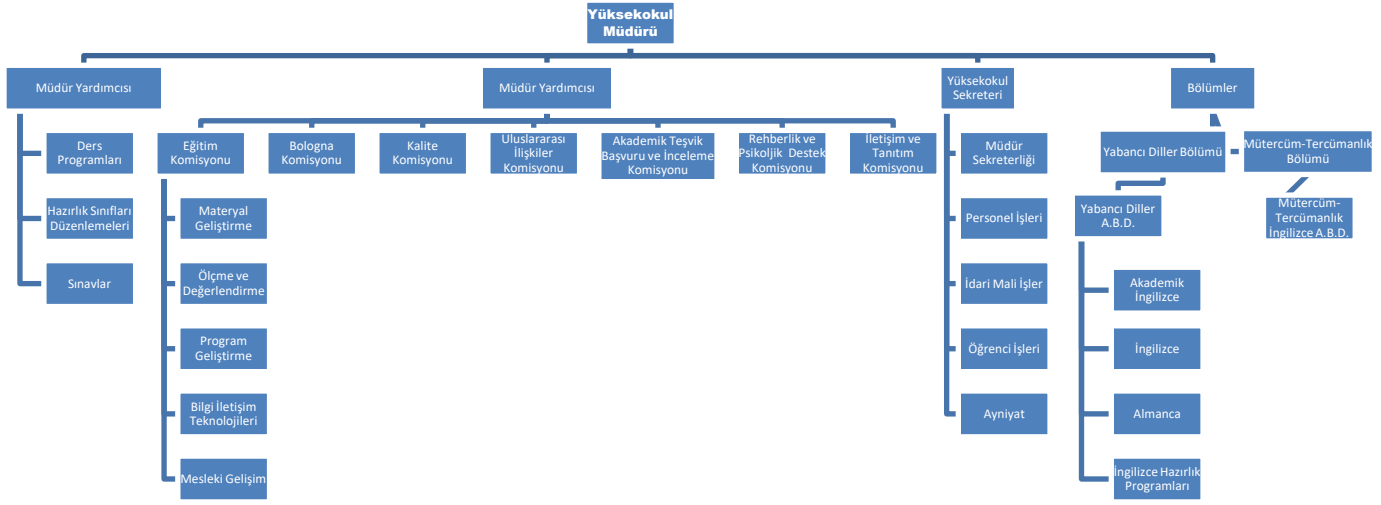 Yüksekokul
Müdürü
Müdür Yardımcısı
Müdür Yardımcısı
Yüksekokul
Sekreteri
Bölümler
Ders
Programları
Hazırlık Sınıfları
Düzenlemeleri
Sınavlar
Eğitim
Komisyonu
Bologna
Komisyonu
Kalite
Komisyonu
Uluslararası
İlişkiler
Komisyonu
Akademik Teşvik
Başvuru ve İnceleme
Komisyonu
Rehberlik ve
Psikoljik Destek
Komisyonu
İletişim ve
Tanıtım
Komisyonu
Materyal
Geliştirme
Ölçme ve
Değerlendirme
Program
Geliştirme
Bilgi İletişim
Teknolojileri
Mesleki Gelişim
Müdür
Sekreterliği
Personel İşleri
İdari Mali İşler
Öğrenci İşleri
Ayniyat
Yabancı Diller Bölümü
Mütercüm-Tercümanlık
Bölümü
Yabancı Diller
A.B.D.
Mütercüm-
Tercümanlık
İngilizce A.B.D.
Akademik
İngilizce
İngilizce
Almanca
İngilizce Hazırlık
Programları